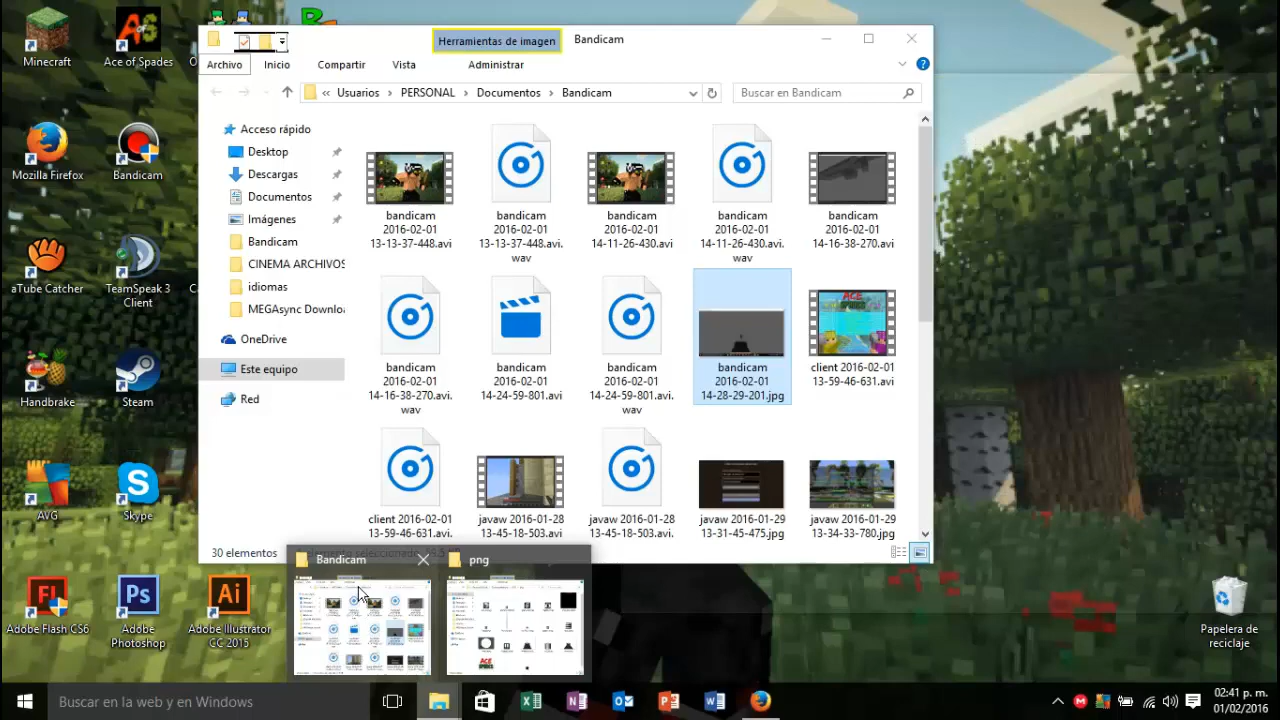 Herramientas de imagen
Bandicam
Archivo
Inicio
Compartir
Vista
Administrar
«
Usuarios
PERSONAL
Documentos
Bandicam
Buscar en Bandicam
Acceso rápido
Desktop
Descargas
Documentos
Imágenes
Bandicam
CINEMA ARCHIVOS
idiomas
MEGAsync Downlo
OneDrive
Este equipo
Red
bandicam
2016-02-01
13-13-37-448.avi
bandicam
2016-02-01
13-13-37-448.avi.
wav
bandicam
2016-02-01
14-11-26-430.avi
bandicam
2016-02-01
14-11-26-430.avi.
wav
bandicam
2016-02-01
14-16-38-270.avi
bandicam
2016-02-01
14-16-38-270.avi.
wav
bandicam
2016-02-01
14-24-59-801.avi
bandicam
2016-02-01
14-24-59-801.avi.
wav
bandicam
2016-02-01
14-28-29-201.jpg
client 2016-02-01
13-59-46-631.avi
client 2016-02-01
13-59-46-631.avi.
javaw 2016-01-28
13-45-18-503.avi
javaw 2016-01-28
13-45-18-503.avi.
javaw 2016-01-29
13-31-45-475.jpg
javaw 2016-01-29
13-34-33-780.jpg
30 elementos
Bandicam
png
Minecraft
Ace of Spades
Mozilla Firefox
Bandicam
aTube Catcher
TeamSpeak 3
Client
Handbrake
Steam
AVG
Skype
Adobe Flash CS6
Adobe
Photoshop
Adobe Illustrator
CC 2015
Papelera de
reciclaje
Buscar en la web y en Windows
02:41 p. m.
01/02/2016